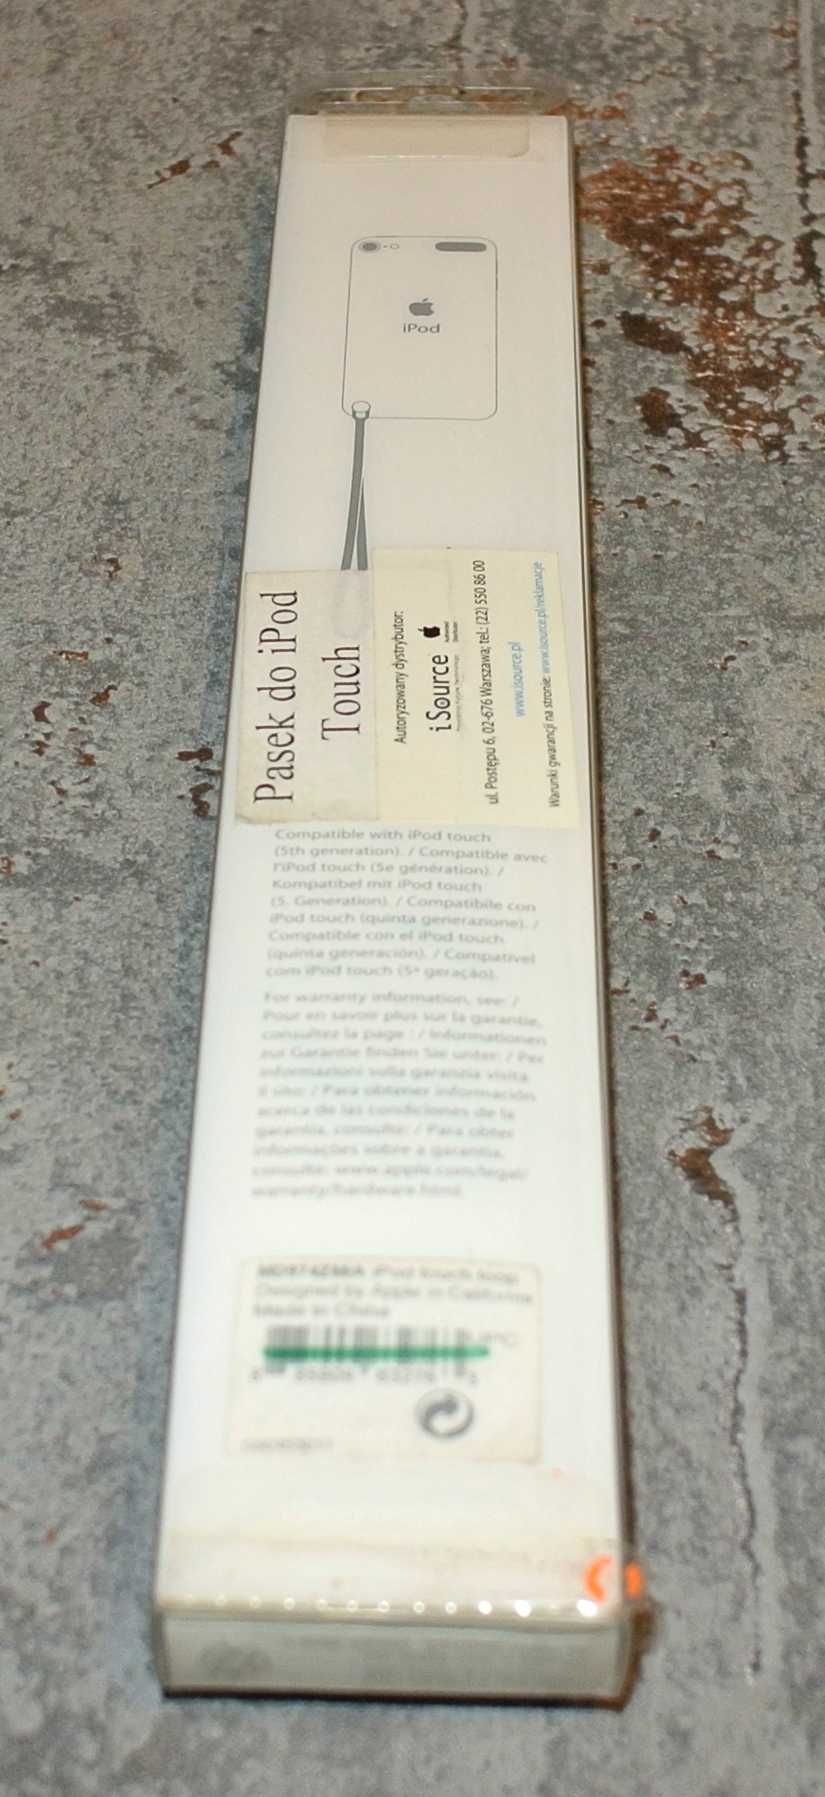 iPod
Pasek do iPod
Touch
Autoryzowany dystrybutor:
iSource
ul. Postępu 6, 02-676 Warszawa; tel.: (22) 550 86 00
www.isource.pl
Warunki gwarancji na stronie: www.isource.pl/reklamacje
Compatible with iPod touch
(5th generation). / Compatible avec
l'iPod touch (5e génération). /
Kompatibel mit iPod touch
(5. Generation). / Compatibile con
iPod touch (quinta generazione). /
Compatible con el iPod touch
(quinta generación). / Compatível
com iPod touch (5ª geração).
For warranty information, see: /
Pour en savoir plus sur la garantie,
consultez la page : / Informationen
zur Garantie finden Sie unter: / Per
informazioni sulla garanzia visita
il sito: / Para obtener información
acerca de las condiciones de la
garantía, consulte: / Para obter
informações sobre a garantia,
consulte: www.apple.com/legal/
warranty/hardware.html.
iPod touch loop
Designed by Apple in California
Made in China